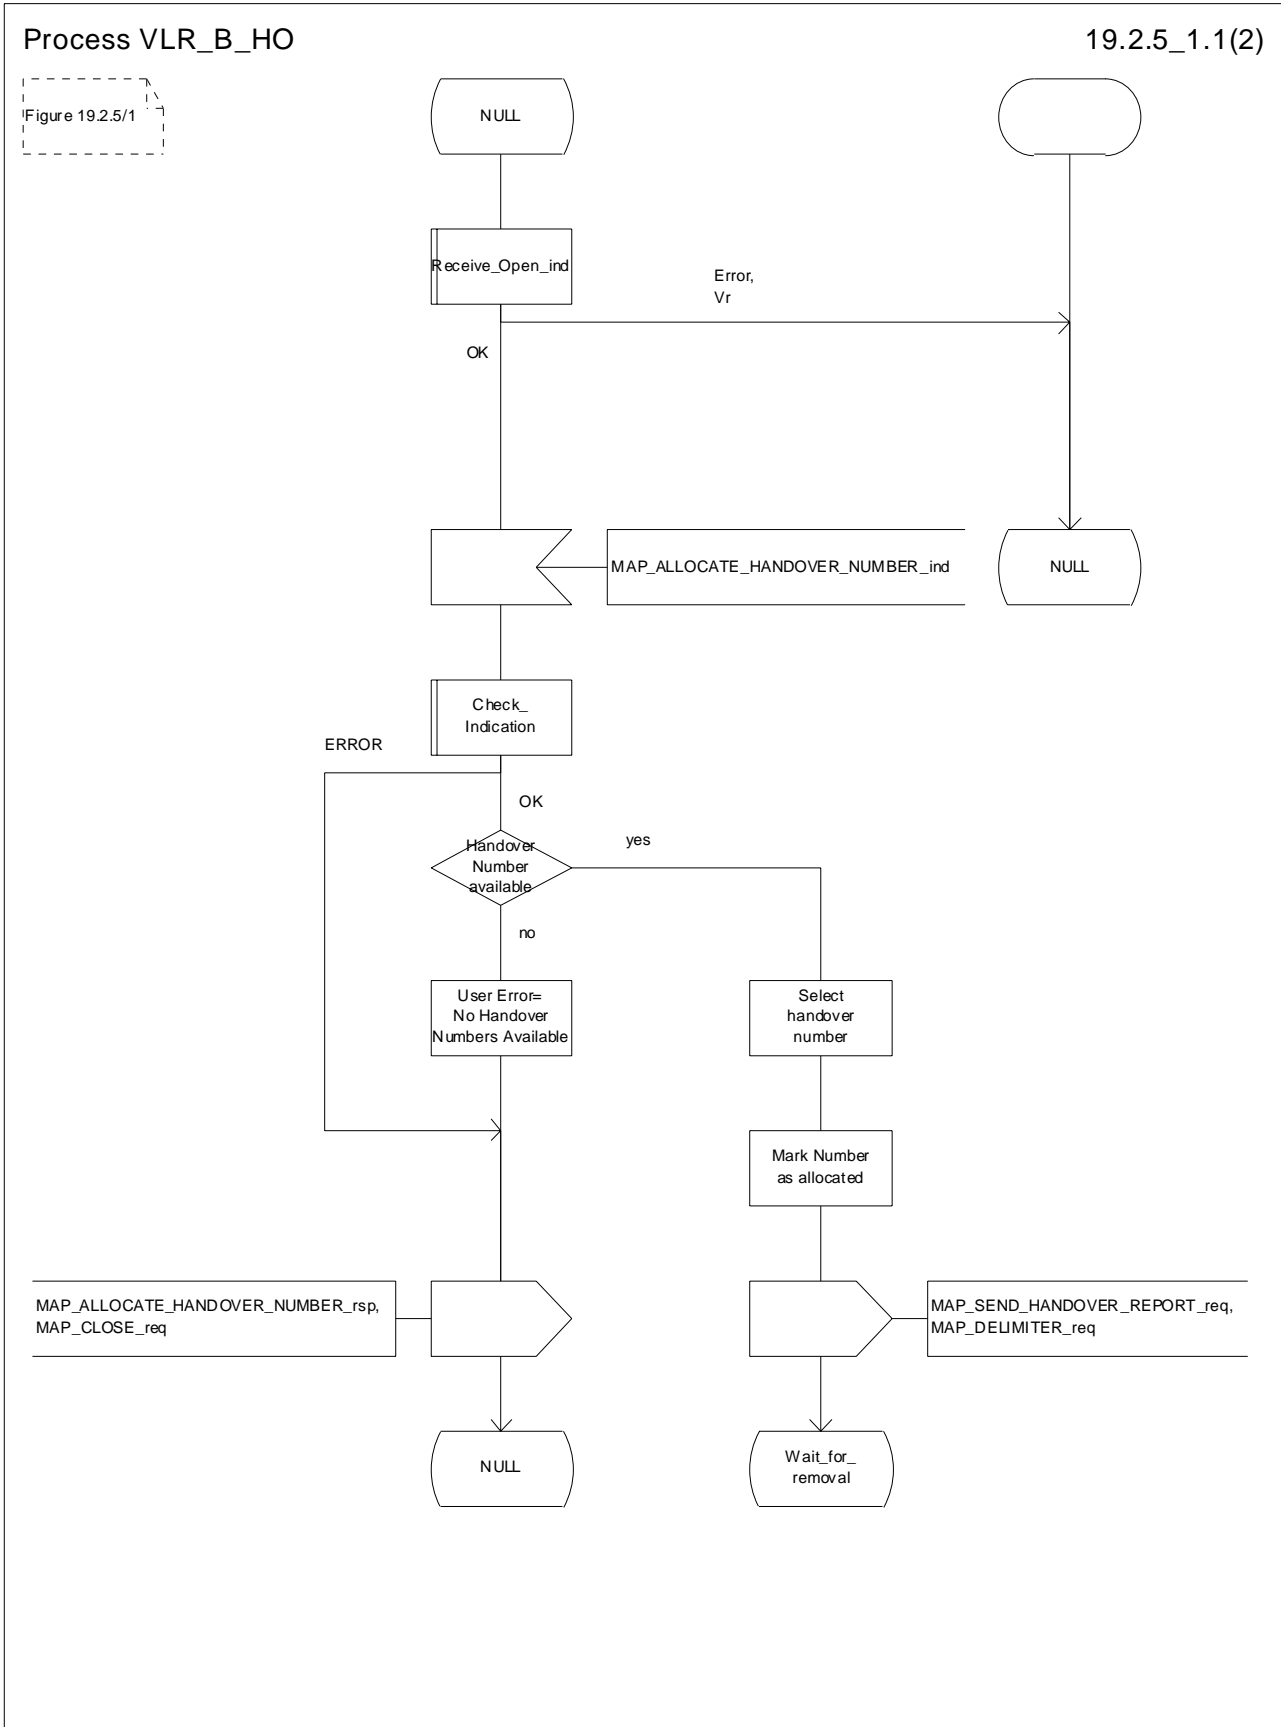 Process VLR_B_HO
19.2.5_1.1(2)
Figure 19.2.5/1
NULL
Receive_Open_ind
Error,
Vr
OK
MAP_ALLOCATE_HANDOVER_NUMBER_ind
NULL
Check_
Indication
ERROR
OK
Handover
Number
available
yes
no
User Error=
No Handover
Numbers Available
Select
handover
number
Mark Number
as allocated
MAP_ALLOCATE_HANDOVER_NUMBER_rsp,
MAP_CLOSE_req
MAP_SEND_HANDOVER_REPORT_req,
MAP_DELIMITER_req
NULL
Wait_for_
removal